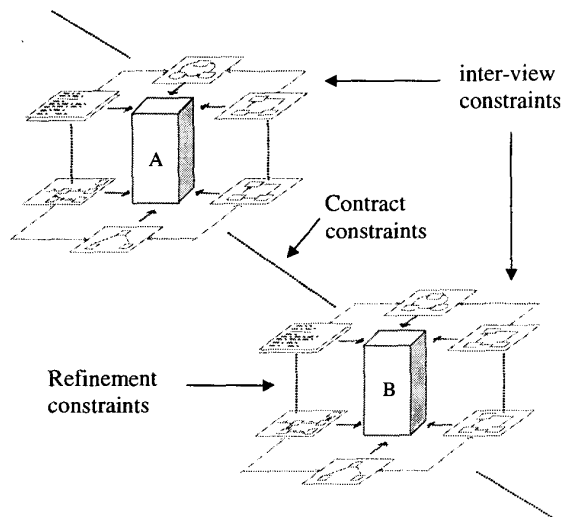 inter-view
constraints
A
Contract
constraints
B
Refinement
constraints